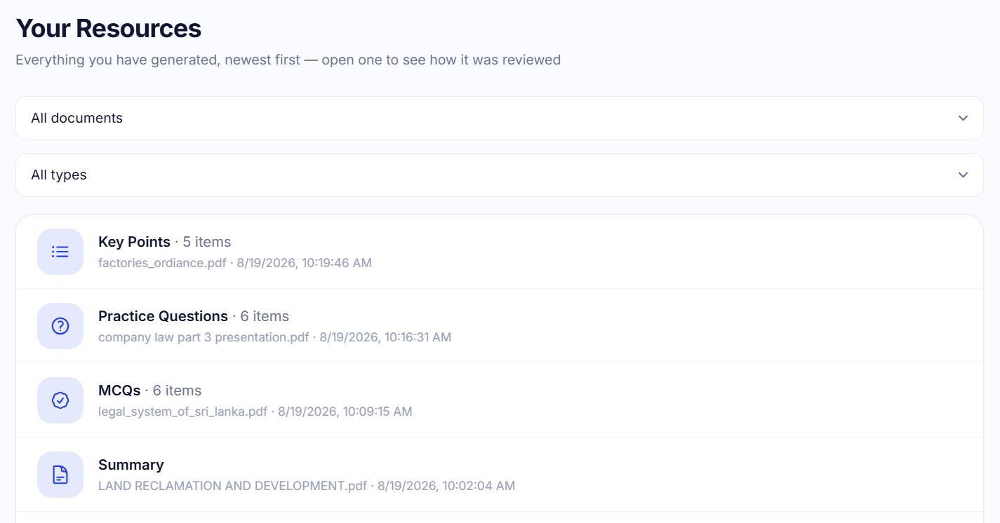 Your Resources
Everything you have generated, newest first — open one to see how it was reviewed
All documents
All types
Key Points · 5 items
factories_ordiance.pdf · 8/19/2026, 10:19:46 AM
Practice Questions · 6 items
company law part 3 presentation.pdf · 8/19/2026, 10:16:31 AM
MCQs · 6 items
legal_system_of_sri_lanka.pdf · 8/19/2026, 10:09:15 AM
Summary
LAND RECLAMATION AND DEVELOPMENT.pdf · 8/19/2026, 10:02:04 AM